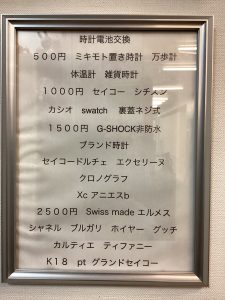 時計電池交換
500円　ミキモト置き時計　万歩計
体温計　雑貨時計
1000円　セイコー　シチズン
カシオ　swatch　裏蓋ネジ式
1500円　G-SHOCK非防水
ブランド時計
セイコードルチェ　エクセリーヌ
クロノグラフ
Xc アニエスb
2500円　Swiss made エルメス
シャネル　ブルガリ　ホイヤー　グッチ
カルティエ　ティファニー
K18　pt グランドセイコー